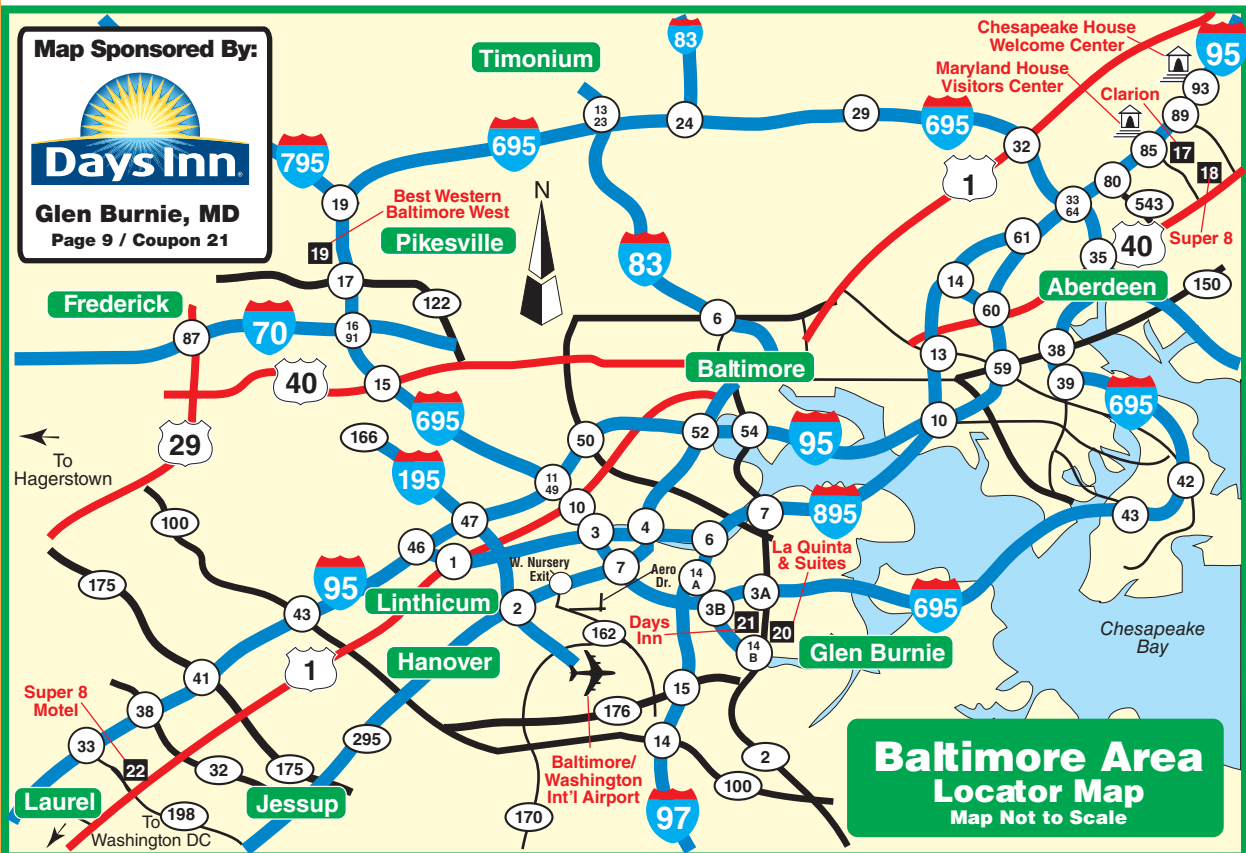 Map Sponsored By:
Days Inn
Glen Burnie, MD
Page 9 / Coupon 21
Timonium
83
Chesapeake House
Welcome Center
95
Maryland House
Visitors Center
Clarion
93
89
13
23
24
29
695
695
795
32
85
17
18
1
80
19
Best Western
Baltimore West
N
33
64
543
19
Pikesville
61
40
Super 8
83
35
17
14
Aberdeen
150
122
Frederick
60
6
70
16
91
87
13
38
59
Baltimore
40
15
39
695
695
10
166
50
52
54
95
29
To
Hagerstown
195
11
49
42
10
100
47
7
895
43
3
4
46
6
La Quinta
& Suites
1
W. Nursery
Exit
7
Aero
Dr.
14
A
175
95
3A
695
Linthicum
2
3B
43
Days
Inn
21
20
162
Chesapeake
Bay
14
B
Glen Burnie
Hanover
1
41
15
Super 8
Motel
38
176
33
295
14
Baltimore/
Washington
Int'l Airport
Baltimore Area
Locator Map
Map Not to Scale
2
22
32
175
100
Laurel
Jessup
198
To
Washington DC
170
97